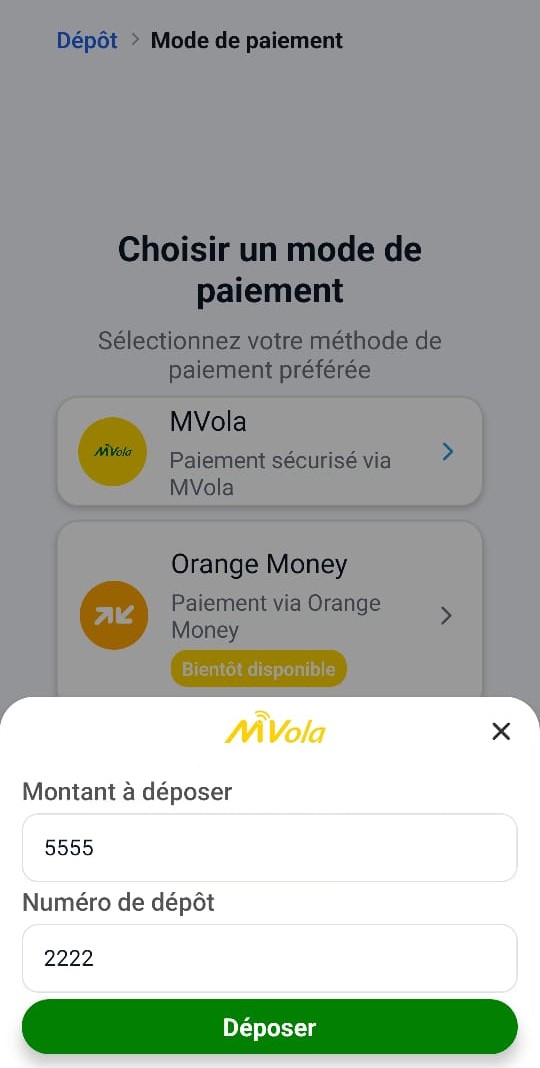 Dépôt > Mode de paiement
Choisir un mode de
paiement
Sélectionnez votre méthode de
paiement préférée
MVola
MVola
Paiement sécurisé via
MVola
Orange Money
Paiement via Orange
Money
Bientôt disponible
MVola
Montant à déposer
5555
Numéro de dépôt
2222
Déposer